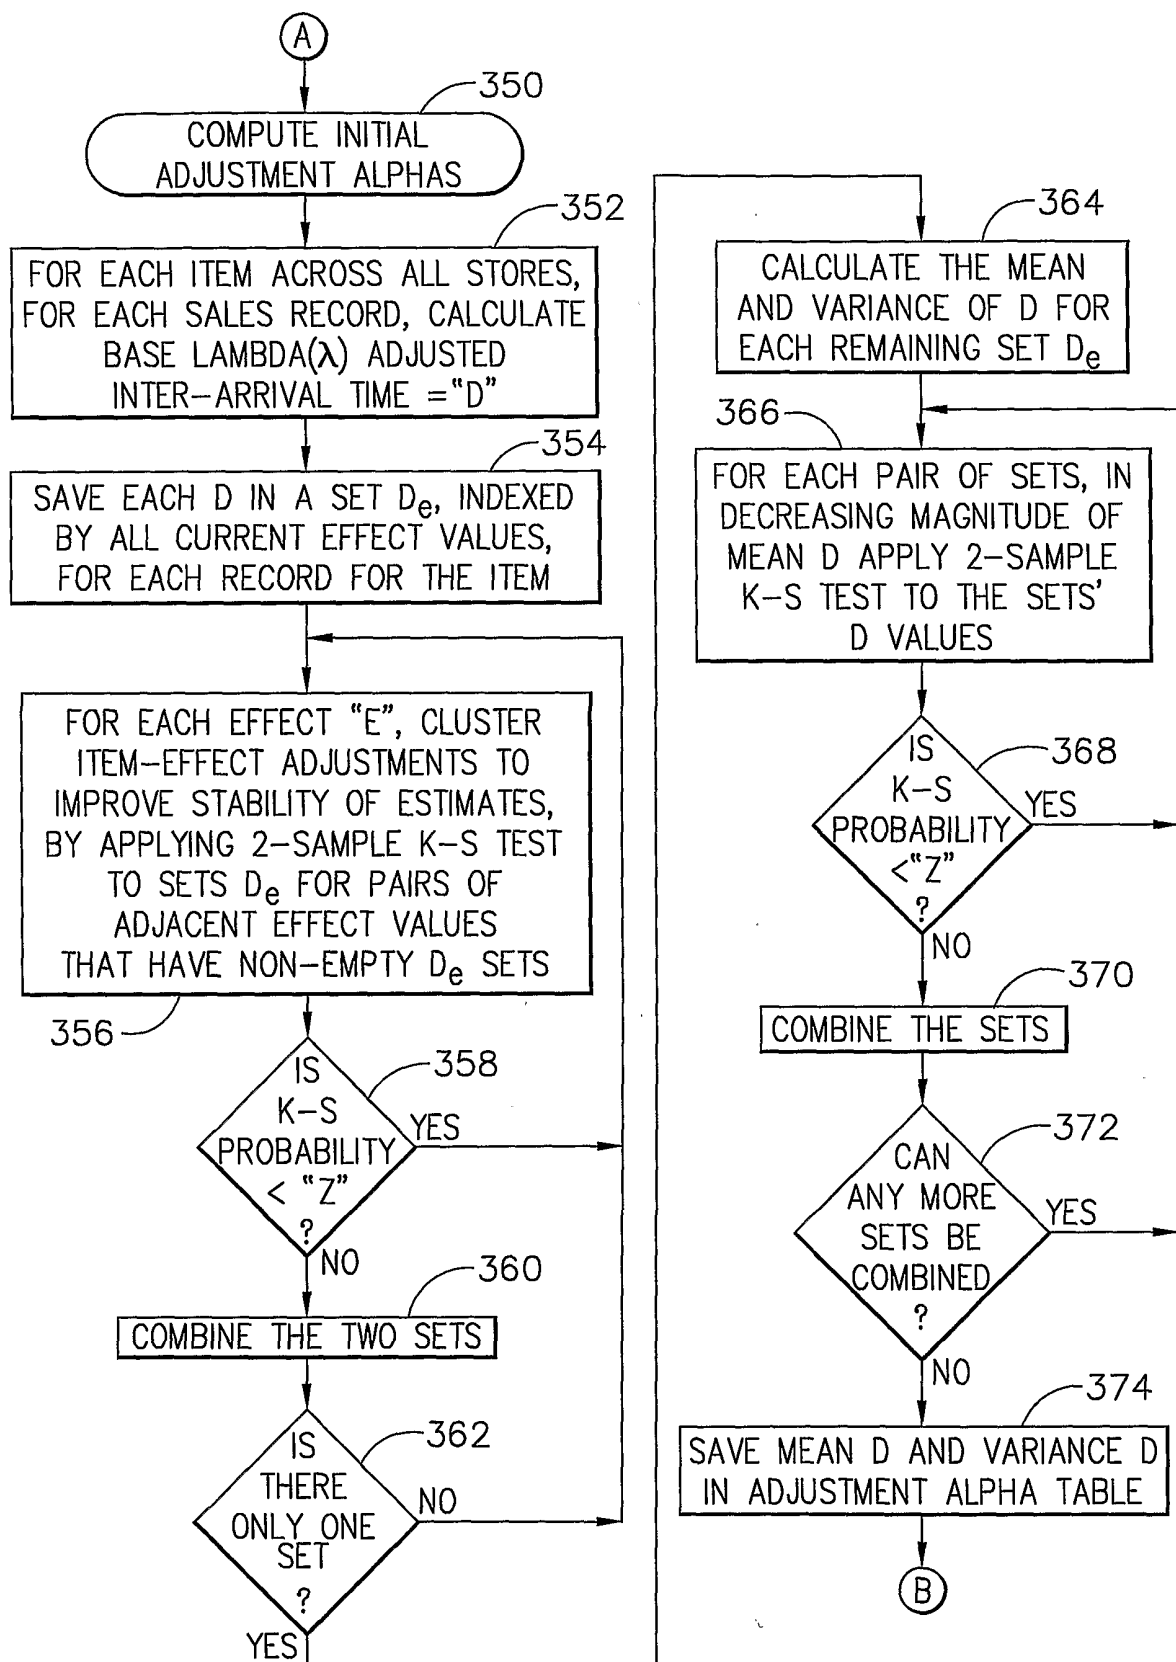 A
350
COMPUTE INITIAL
ADJUSTMENT ALPHAS
352
FOR EACH ITEM ACROSS ALL STORES,
FOR EACH SALES RECORD, CALCULATE
BASE LAMBDA(λ) ADJUSTED
INTER-ARRIVAL TIME ="D"
354
SAVE EACH D IN A SET De, INDEXED
BY ALL CURRENT EFFECT VALUES,
FOR EACH RECORD FOR THE ITEM
FOR EACH EFFECT "E", CLUSTER
ITEM-EFFECT ADJUSTMENTS TO
IMPROVE STABILITY OF ESTIMATES,
BY APPLYING 2-SAMPLE K-S TEST
TO SETS De FOR PAIRS OF
ADJACENT EFFECT VALUES
THAT HAVE NON-EMPTY De SETS
356
358
IS
K-S
PROBABILITY
< "Z"
?
YES
NO
360
COMBINE THE TWO SETS
362
IS
THERE
ONLY ONE
SET
?
NO
YES
364
CALCULATE THE MEAN
AND VARIANCE OF D FOR
EACH REMAINING SET De
366
FOR EACH PAIR OF SETS, IN
DECREASING MAGNITUDE OF
MEAN D APPLY 2-SAMPLE
K-S TEST TO THE SETS'
D VALUES
368
IS
K-S
PROBABILITY
<"Z"
?
YES
NO
370
COMBINE THE SETS
372
CAN
ANY MORE
SETS BE
COMBINED
?
YES
NO
374
SAVE MEAN D AND VARIANCE D
IN ADJUSTMENT ALPHA TABLE
B